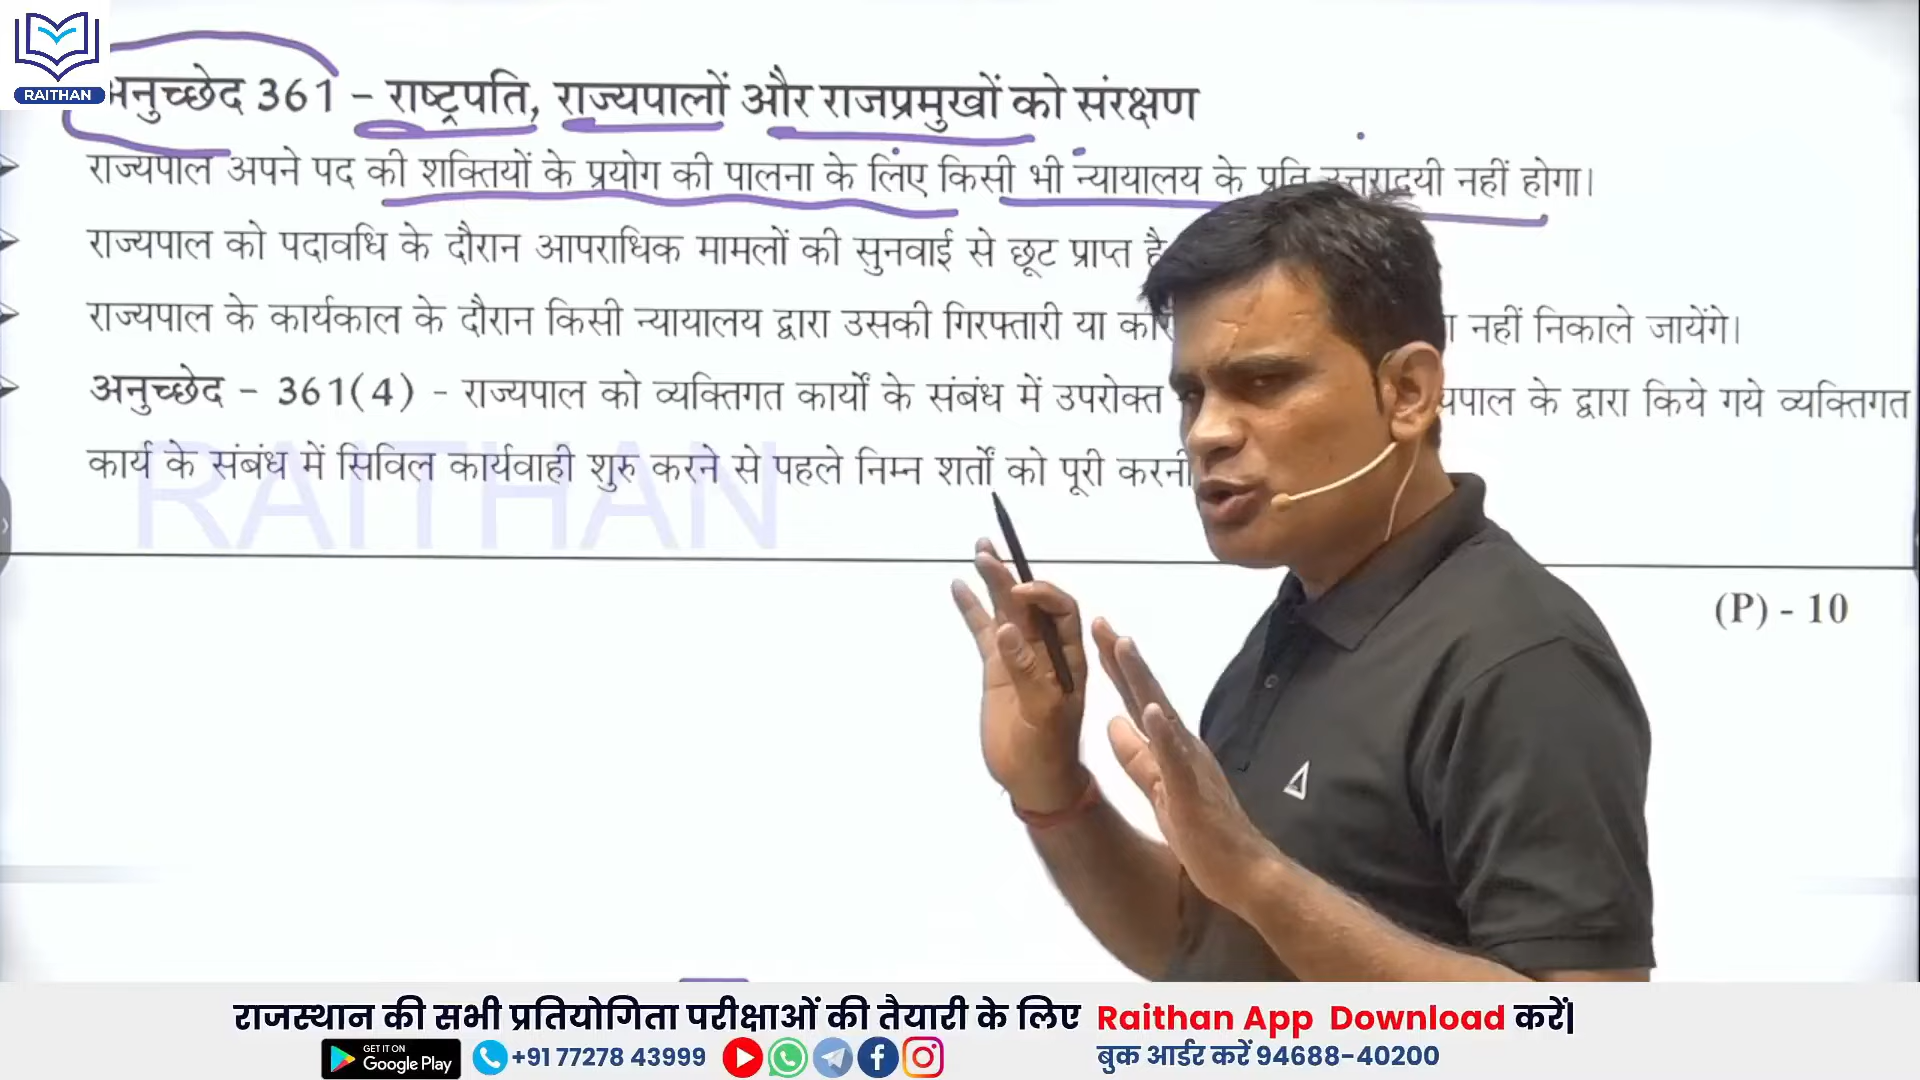 RAITHAN
अनुच्छेद 361 – राष्ट्रपति, राज्यपालों और राजप्रमुखों को संरक्षण
राज्यपाल अपने पद की शक्तियों के प्रयोग की पालना के लिए किसी भी न्यायालय के प्रति उत्तरादयी नहीं होगा।
राज्यपाल को पदावधि के दौरान आपराधिक मामलों की सुनवाई से छूट प्राप्त है
राज्यपाल के कार्यकाल के दौरान किसी न्यायालय द्वारा उसकी गिरफ्तारी या नहीं निकाले जायेंगे।
अनुच्छेद – 361(4) – राज्यपाल को व्यक्तिगत कार्यों के संबंध में उपरोक्त के द्वारा किये गये व्यक्तिगत
कार्य के संबंध में सिविल कार्यवाही शुरु करने से पहले निम्न शर्तों को पूरी करनी
RAITHAN
(P) - 10
राजस्थान की सभी प्रतियोगिता परीक्षाओं की तैयारी के लिए Raithan App Download करें|
GET IT ON
Google Play
+91 77278 43999
बुक आर्डर करें 94688-40200